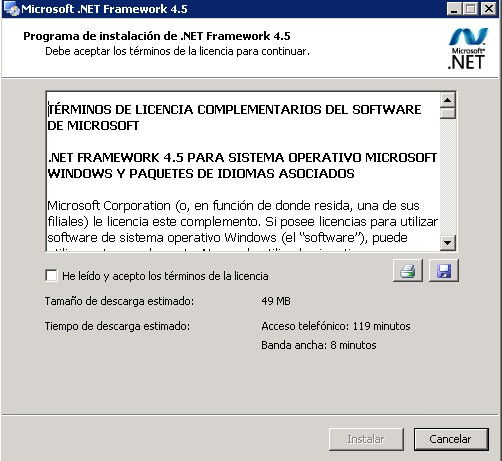 Microsoft .NET Framework 4.5
Programa de instalación de .NET Framework 4.5
Debe aceptar los términos de la licencia para continuar.
Microsoft®
.NET
TÉRMINOS DE LICENCIA COMPLEMENTARIOS DEL SOFTWARE
DE MICROSOFT
.NET FRAMEWORK 4.5 PARA SISTEMA OPERATIVO MICROSOFT
WINDOWS Y PAQUETES DE IDIOMAS ASOCIADOS
Microsoft Corporation (o, en función de donde resida, una de sus
filiales) le licencia este complemento. Si posee licencias para utilizar
software de sistema operativo Windows (el “software”), puede
He leído y acepto los términos de la licencia
Tamaño de descarga estimado: 49 MB
Tiempo de descarga estimado: Acceso telefónico: 119 minutos
Banda ancha: 8 minutos
Instalar
Cancelar